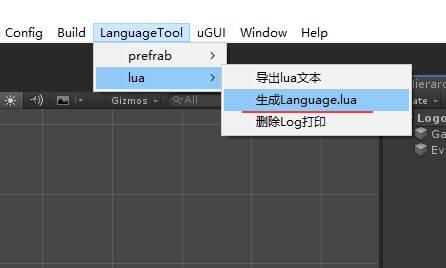 Config Build LanguageTool uGUI Window Help
prefrab
lua
导出lua文本
生成Language.lua
删除Log打印
Gizmos All
Logo
Ga
Ev